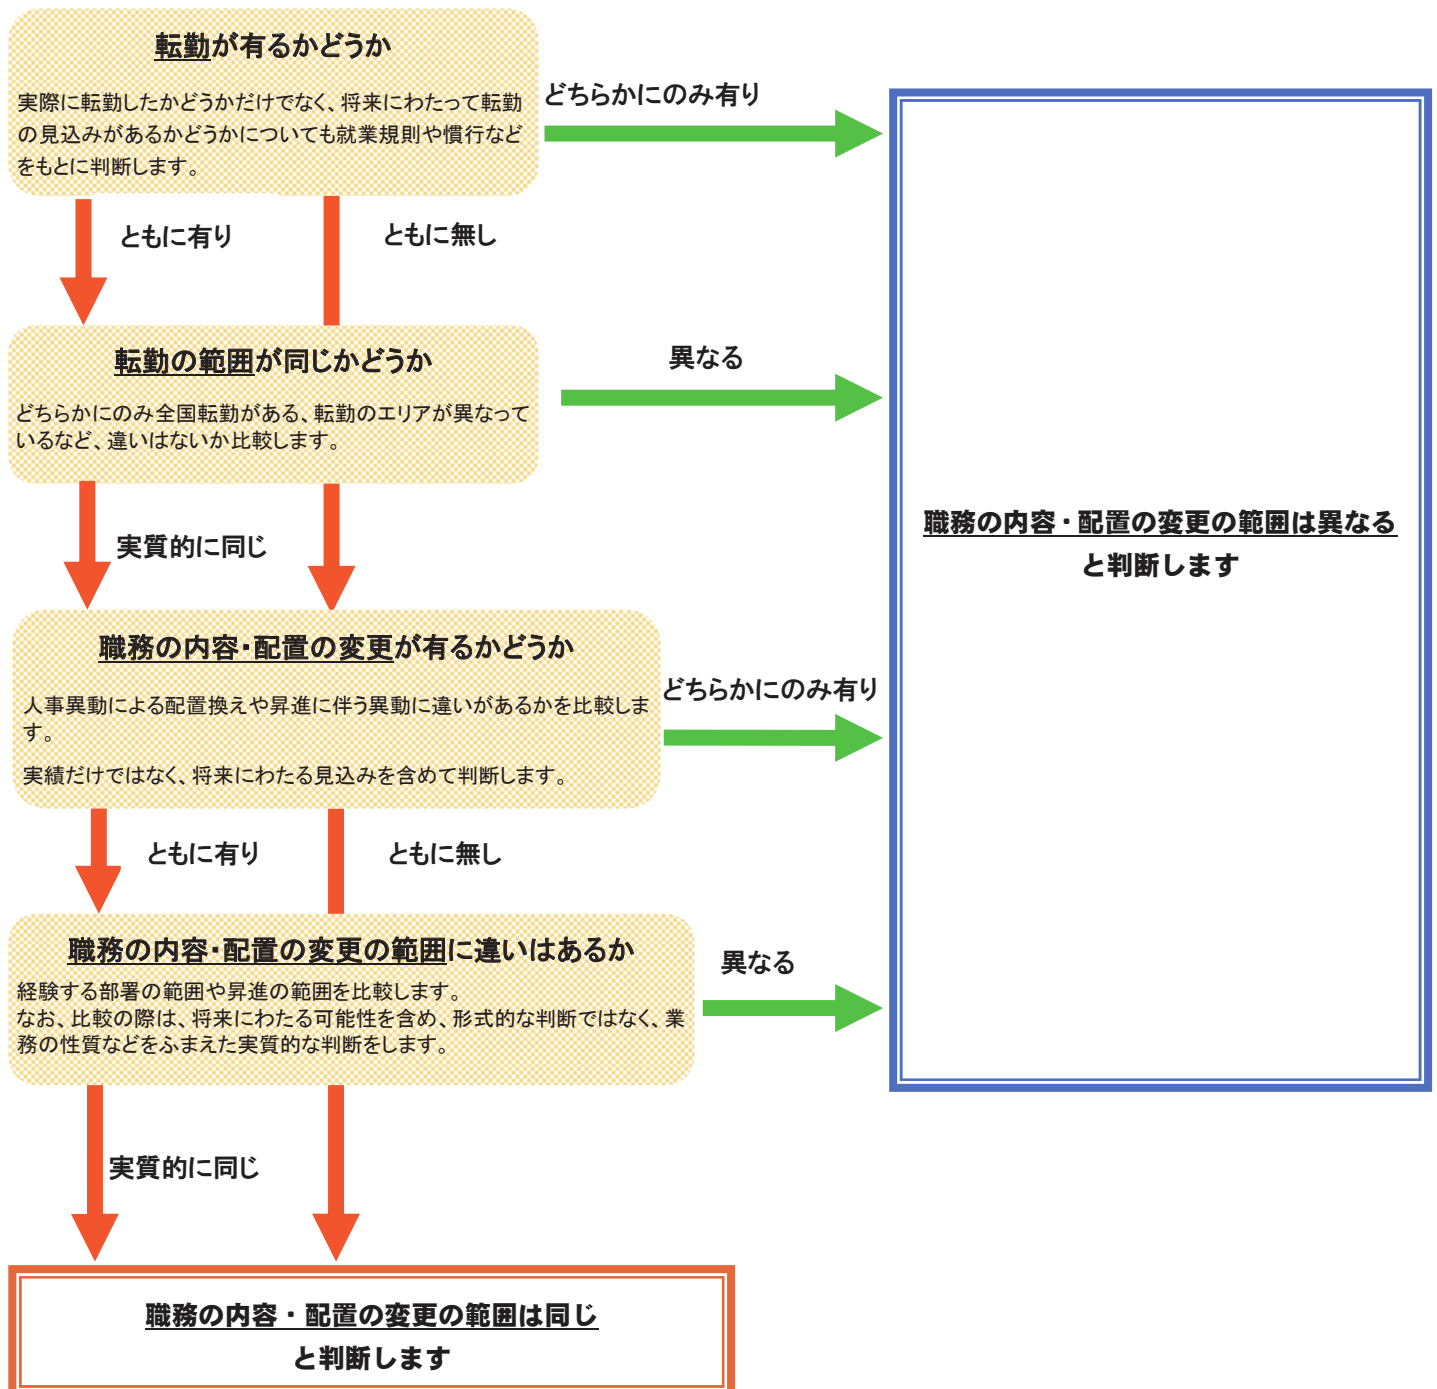 転勤が有るかどうか
実際に転勤したかどうかだけでなく、将来にわたって転勤
の見込みがあるかどうかについても就業規則や慣行など
をもとに判断します。
どちらかにのみ有り
ともに有り
ともに無し
転勤の範囲が同じかどうか
どちらかにのみ全国転勤がある、転勤のエリアが異なって
いるなど、違いはないか比較します。
異なる
実質的に同じ
職務の内容・配置の変更の範囲は異なる
と判断します
職務の内容・配置の変更が有るかどうか
人事異動による配置換えや昇進に伴う異動に違いがあるかを比較しま
す。
実績だけではなく、将来にわたる見込みを含めて判断します。
どちらかにのみ有り
ともに有り
ともに無し
職務の内容・配置の変更の範囲に違いはあるか
経験する部署の範囲や昇進の範囲を比較します。
なお、比較の際は、将来にわたる可能性を含め、形式的な判断ではなく、業
務の性質などをふまえた実質的な判断をします。
異なる
実質的に同じ
職務の内容・配置の変更の範囲は同じ
と判断します